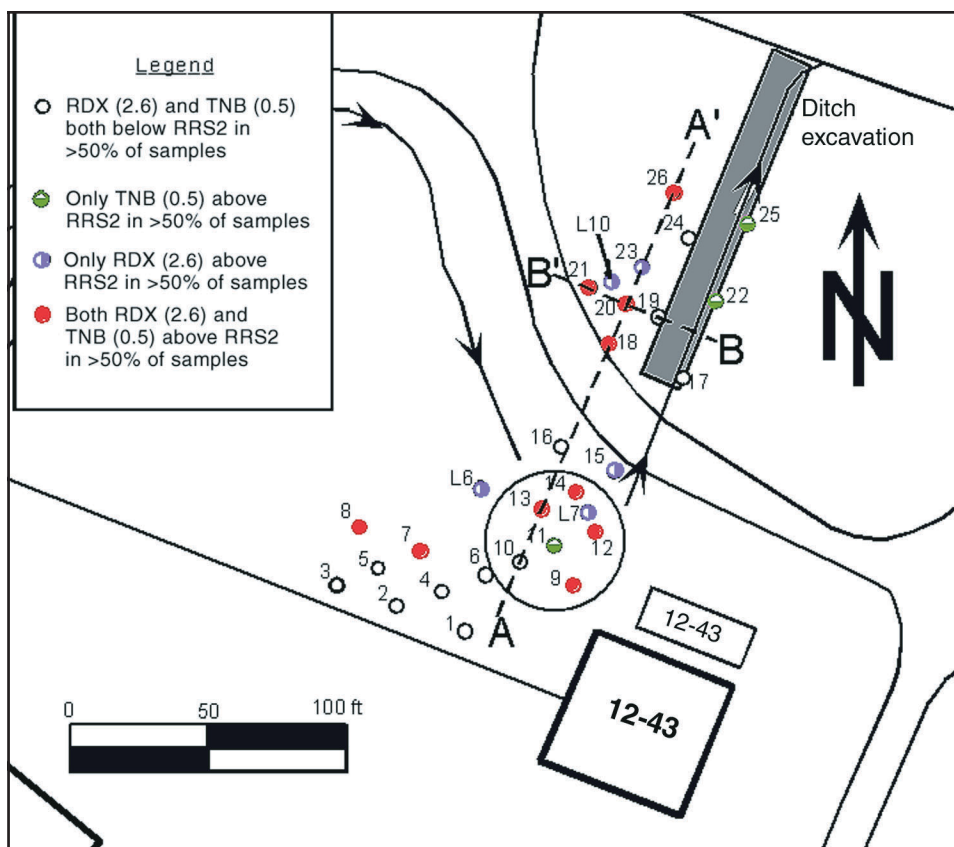 Legend
RDX (2.6) and TNB (0.5)
both below RRS2 in
>50% of samples
Only TNB (0.5) above
RRS2 in >50% of samples
Only RDX (2.6) above
RRS2 in >50% of samples
Both RDX (2.6) and
TNB (0.5) above RRS2
in >50% of samples
Ditch
excavation
A'
26
L10
24
25
23
B'
21
20
19
22
18
B
17
N
16
15
L6
14
13
L7
8
7
11
12
10
5
6
3
4
9
2
1
A
12-43
12-43
0
50
100 ft